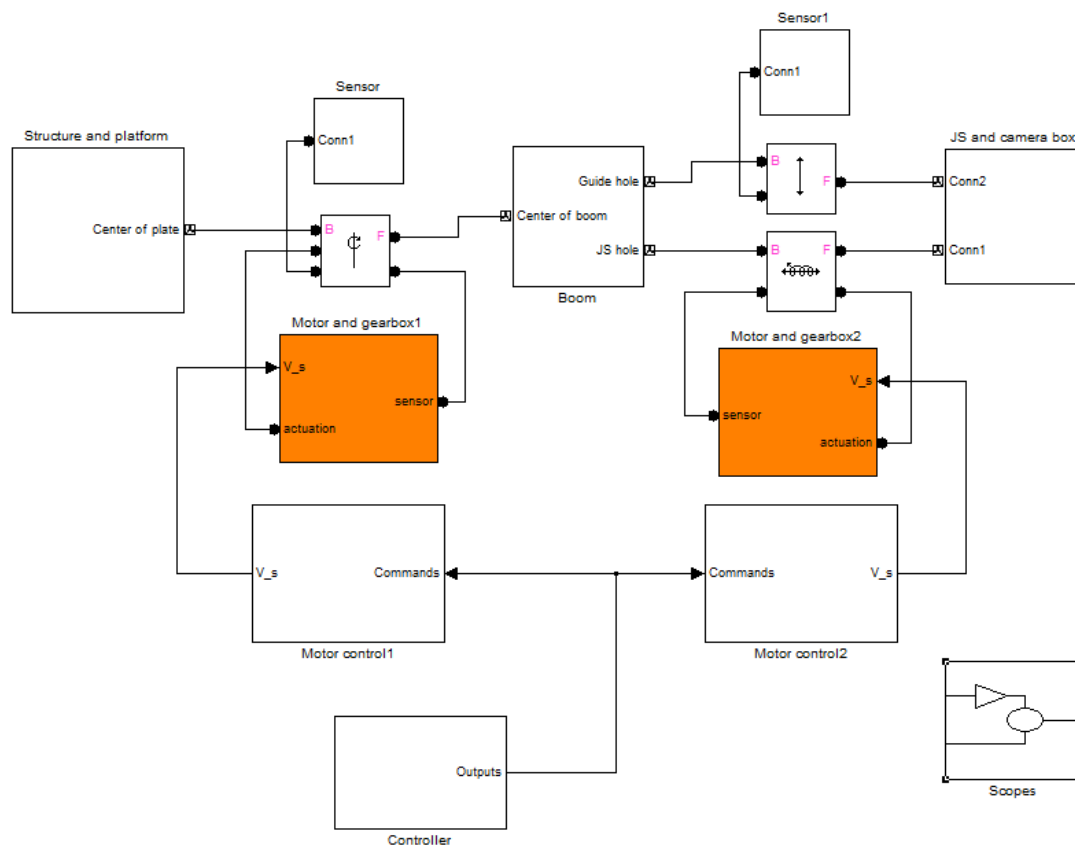 Sensor1
Conn1
Sensor
Conn1
Structure and platform
Center of plate
B
F
Center of boom
Guide hole
JS hole
Boom
B
F
B
F
JS and camera box
Conn2
Conn1
Motor and gearbox1
V_s
sensor
actuation
Motor and gearbox2
V_s
sensor
actuation
V_s
Commands
Motor control1
Commands
V_s
Motor control2
Outputs
Controller
Scopes